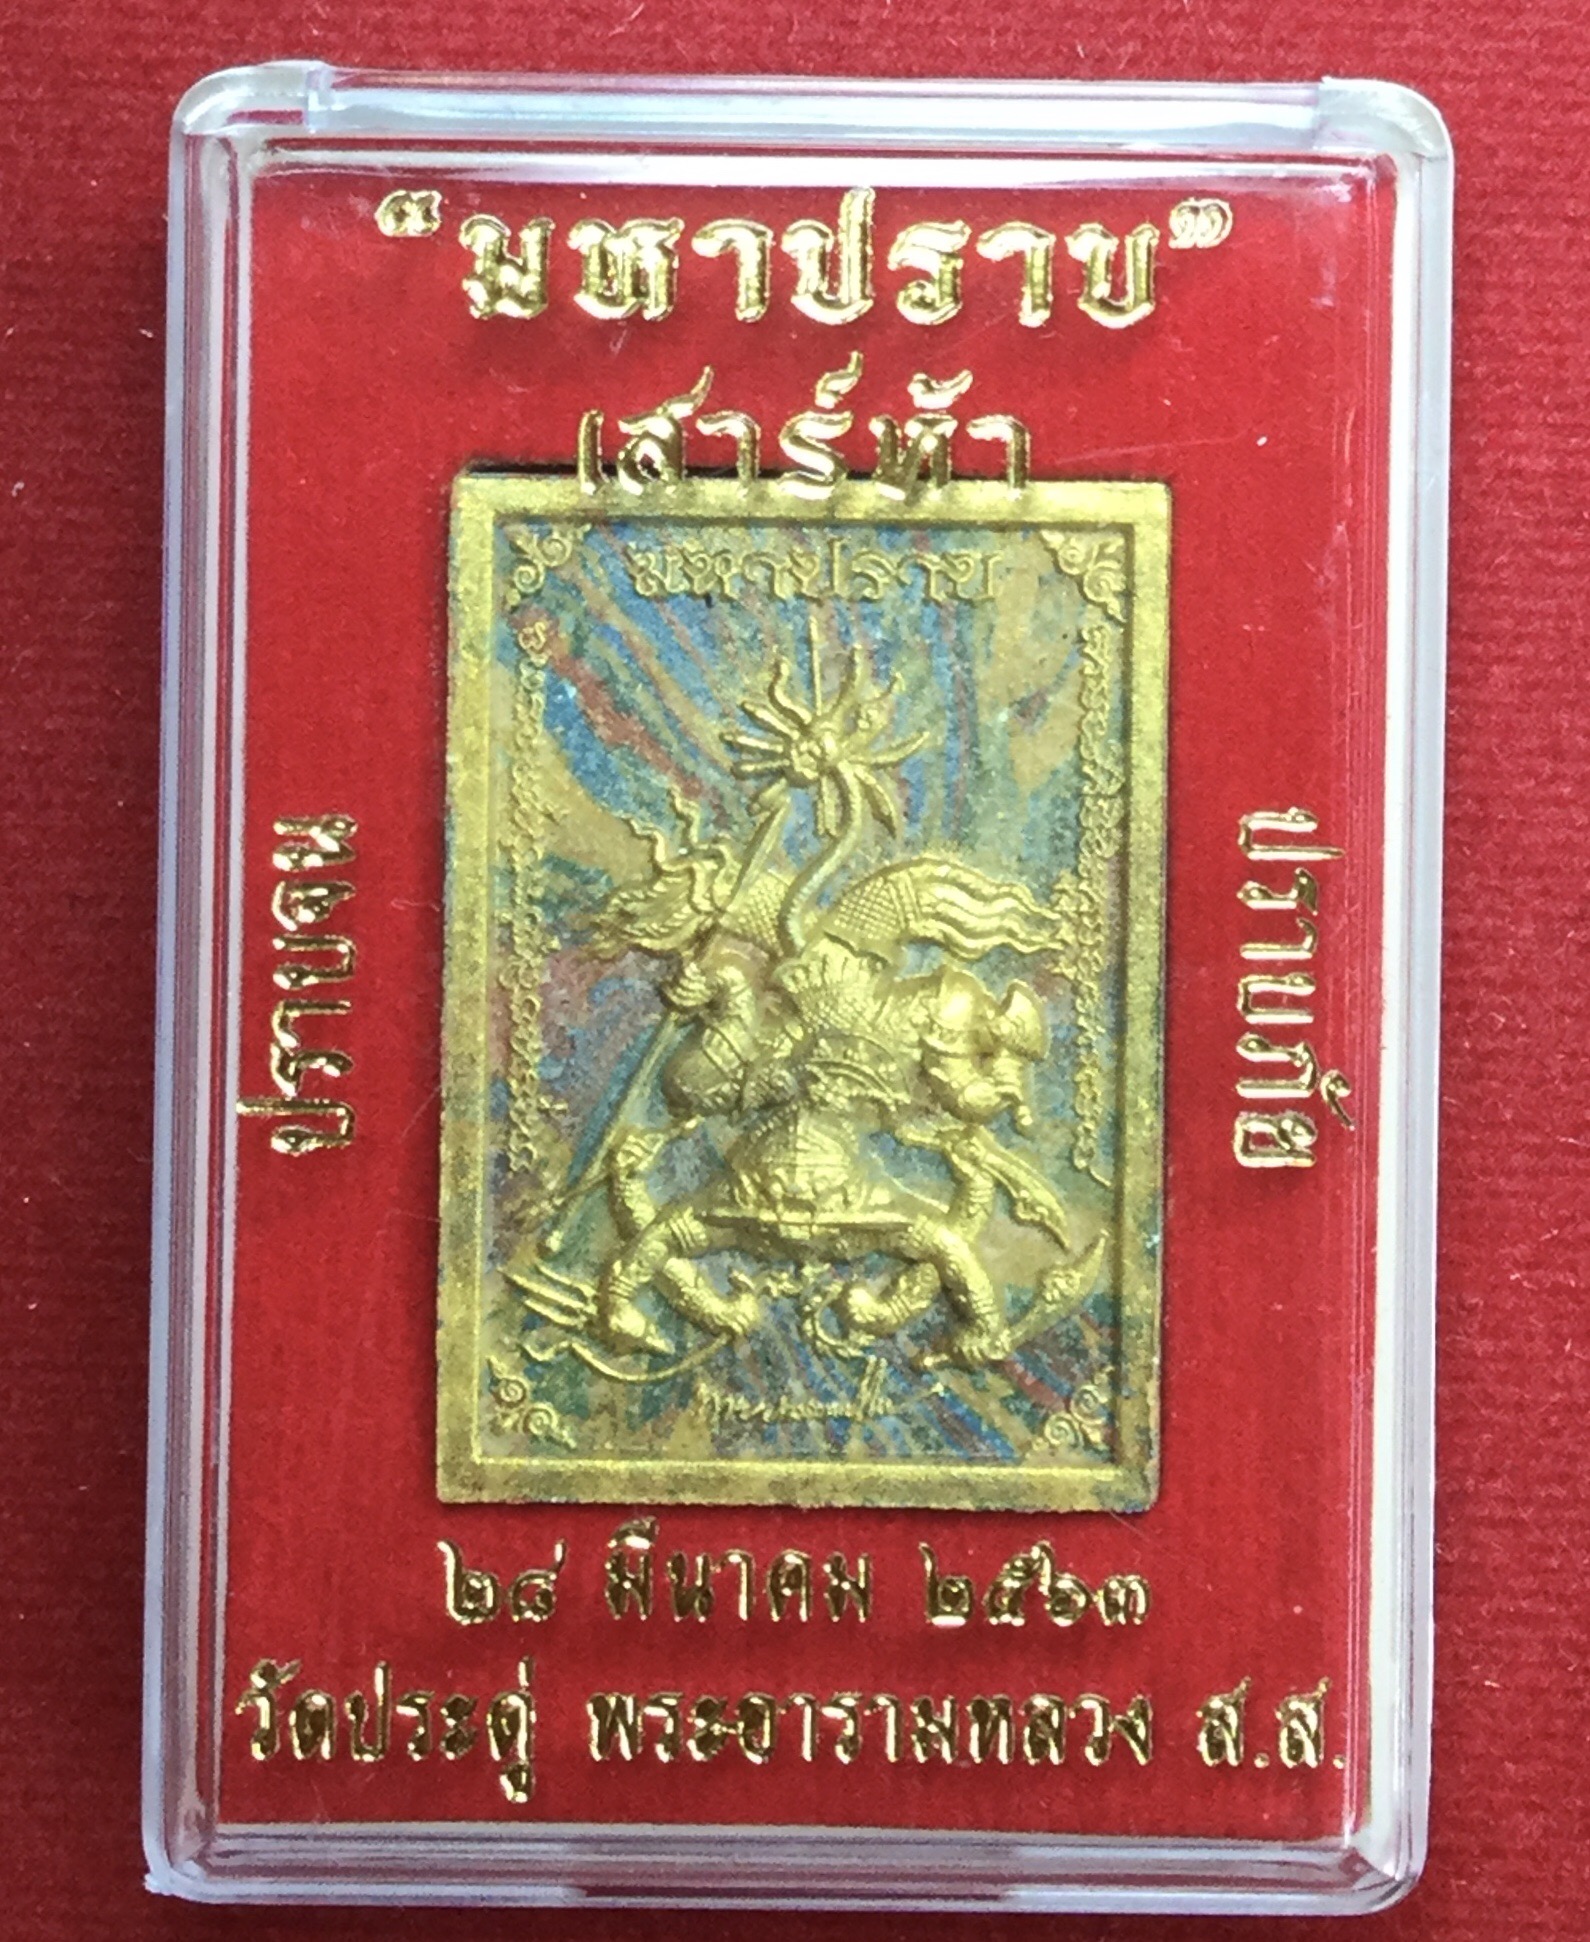 "มหาปราบ"
เสาร์ห้า
มหาปราบ
ปราบจน
ปราบภัย
๒๘ มีนาคม ๒๕๖๓
วัดประดู่ พระอารามหลวง ส.ส.